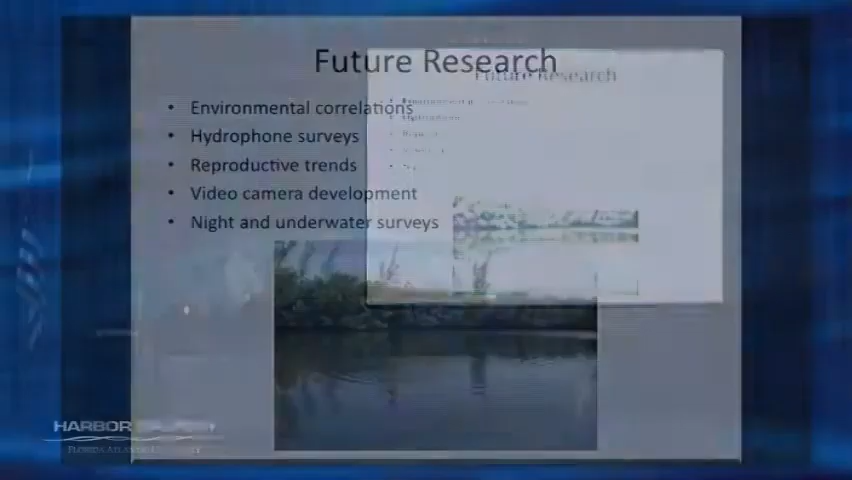 Future Research
• Environmental correlations
• Hydrophone surveys
• Reproductive trends
• Video camera development
• Night and underwater surveys
Future Research
HARBOR